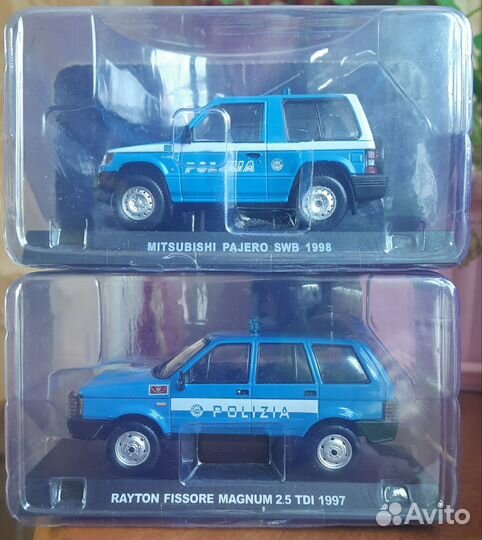 POLIZIA
MITSUBISHI PAJERO SWB 1998
POLIZIA
RAYTON FISSORE MAGNUM 2.5 TDI 1997
Avito